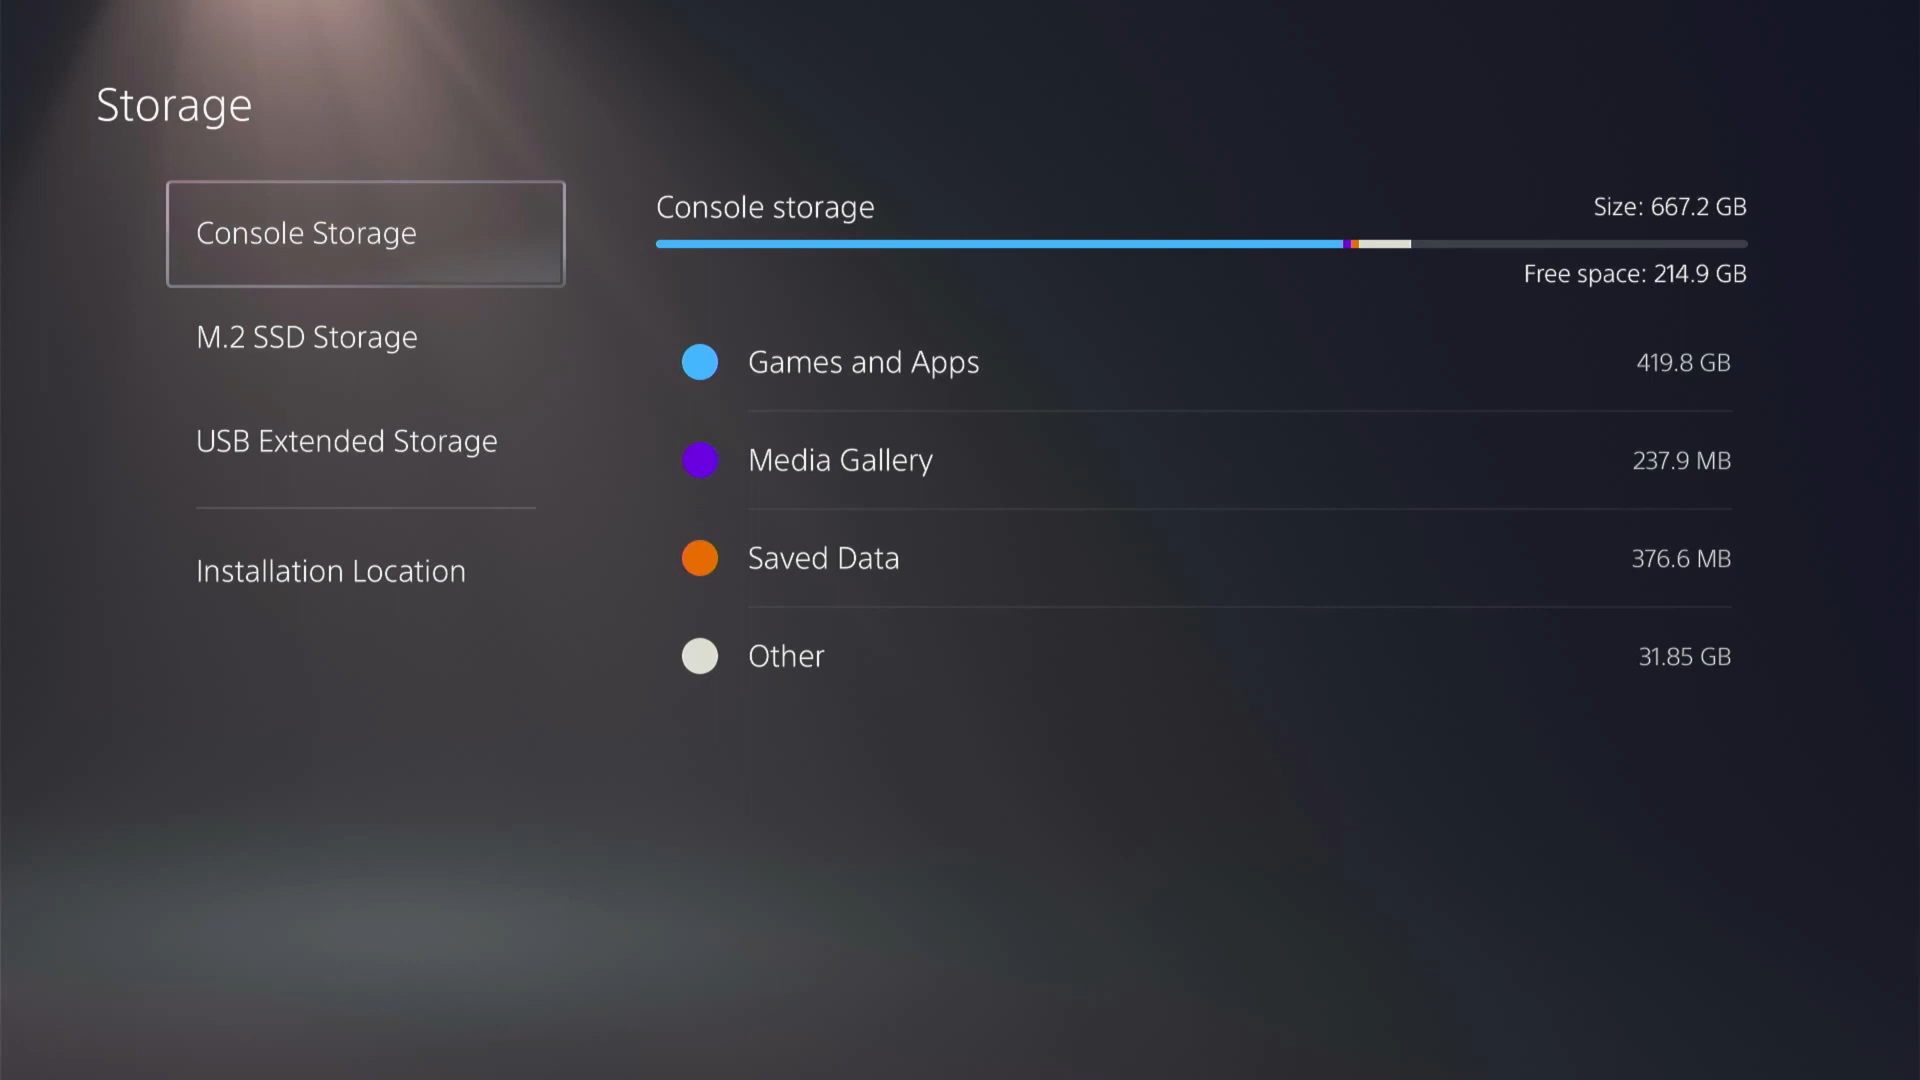 Storage
Console Storage
M.2 SSD Storage
USB Extended Storage
Installation Location
Console storage
Size: 667.2 GB
Free space: 214.9 GB
Games and Apps
419.8 GB
Media Gallery
237.9 MB
Saved Data
376.6 MB
Other
31.85 GB